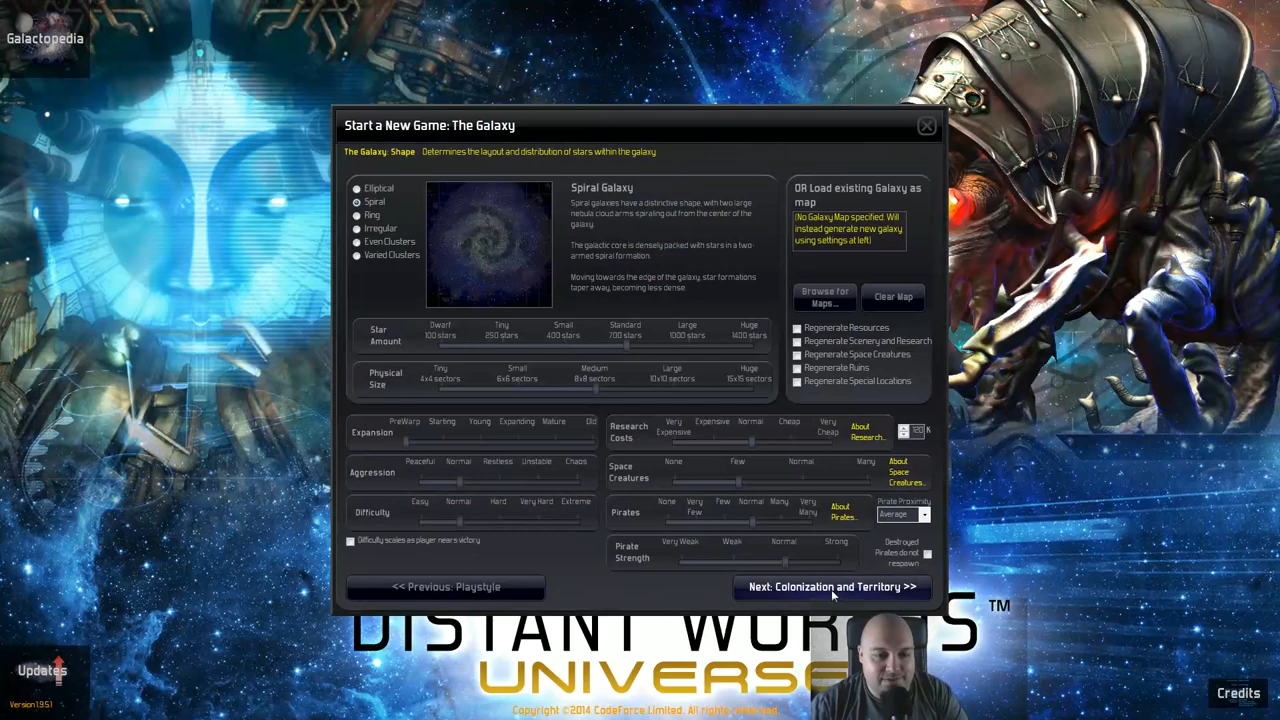 Galactopedia
Start a New Game: The Galaxy
The Galaxy: Shape Determines the layout and distribution of stars within the galaxy
Elliptical
Spiral
Ring
Irregular
Even Clusters
Varied Clusters
Spiral Galaxy
Spiral galaxies have a distinctive shape, with two large
nebula cloud arms spiraling out from the center of the
galaxy.
The galactic core is densely packed with stars in a two-
armed spiral formation.
Moving towards the edge of the galaxy, star formations
taper away, becoming less dense.
OR Load existing Galaxy as
map
(No Galaxy Map specified. Will
instead generate new galaxy
using settings at left)
Browse for
Maps...
Clear Map
Regenerate Resources
Regenerate Scenery and Research
Regenerate Space Creatures
Regenerate Ruins
Regenerate Special Locations
Star
Amount
Dwarf Tiny Small Standard Large Huge
100 stars 250 stars 400 stars 700 stars 1000 stars 1400 stars
Physical
Size
Tiny Small Medium Large Huge
4x4 sectors 6x6 sectors 8x8 sectors 10x10 sectors 15x15 sectors
Expansion
PreWarp Starting Young Expanding Mature Old
Aggression
Peaceful Normal Restless Unstable Chaos
Difficulty
Easy Normal Hard Very Hard Extreme
Difficulty scales as player nears victory
Research
Costs
Very Expensive Normal Cheap Very
Expensive Cheap
About
Research...
120 K
Space
Creatures
None Few Normal Many
About
Space
Creatures...
Pirates
None Very Few Normal Many Very
Few Many
About
Pirates...
Pirate Proximity
Average
Pirate
Strength
Very Weak Weak Normal Strong
Destroyed
Pirates do not
respawn
<< Previous: Playstyle
Next: Colonization and Territory >>
DISTANT WOR S ™
UNIVERSE
Updates
Version 1.9.5.1
Copyright ©2014 CodeForce Limited. All rights reserved.
Credits